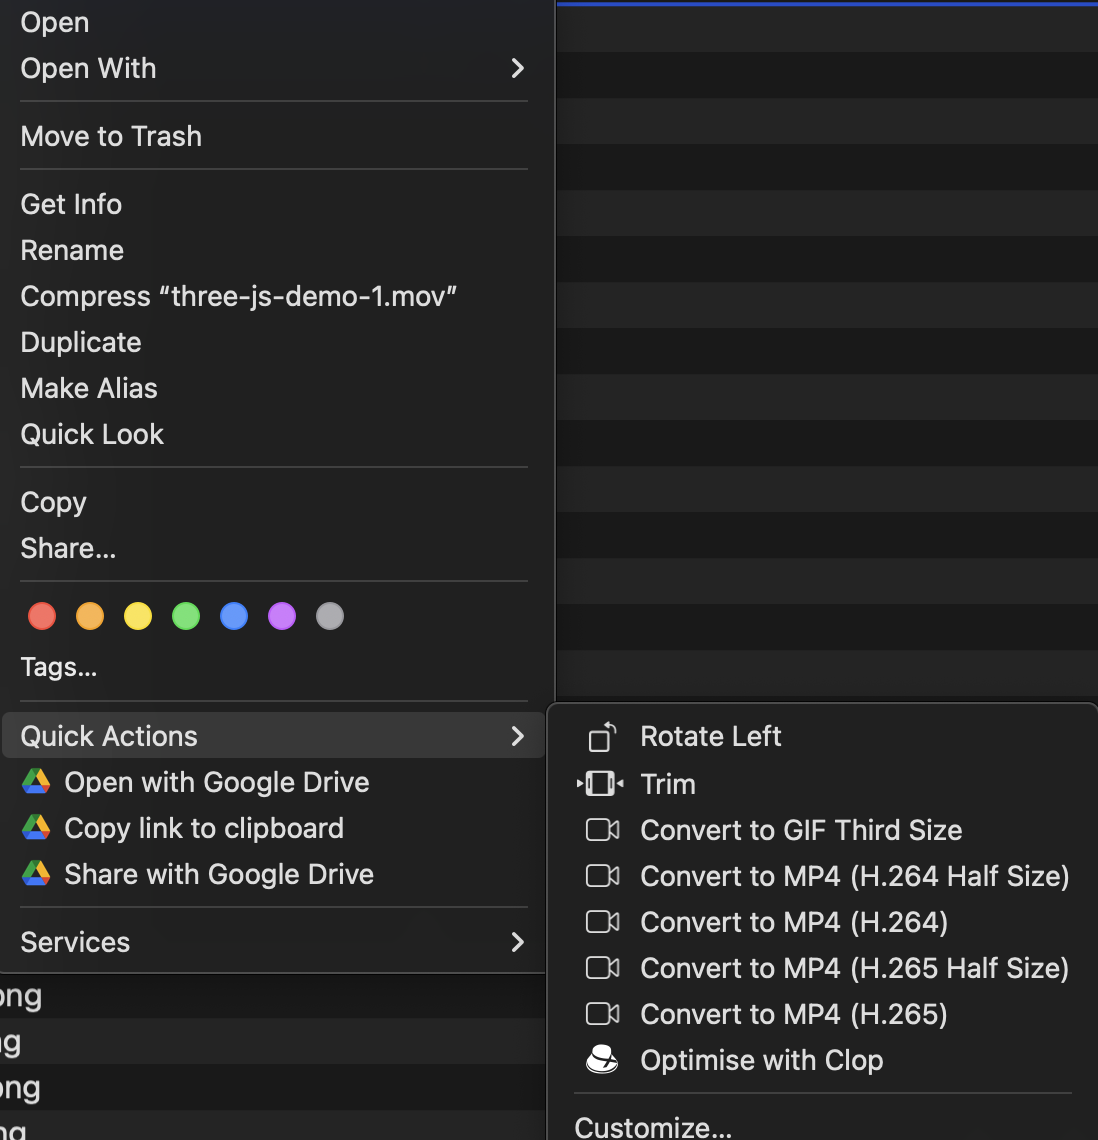 Open
Open With
Move to Trash
Get Info
Rename
Compress “three-js-demo-1.mov”
Duplicate
Make Alias
Quick Look
Copy
Share...
Tags...
Quick Actions
Open with Google Drive
Copy link to clipboard
Share with Google Drive
Services
Rotate Left
Trim
Convert to GIF Third Size
Convert to MP4 (H.264 Half Size)
Convert to MP4 (H.264)
Convert to MP4 (H.265 Half Size)
Convert to MP4 (H.265)
Optimise with Clop
Customize...